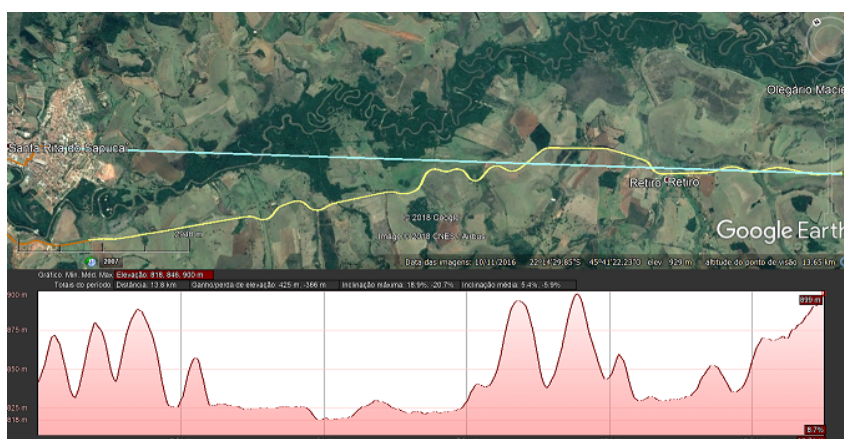 Olegário Macie
Santa Rita do Sapucaí
Retiro Retiro
© 2018 Google
Image © 2018 CNES / Airbus
Google Earth
2007
Data das imagens: 10/11/2016 22°14'29.85"S 45°41'22.23"O elev 929 m altitude do ponto de visão 13.65 km
Gráfico: Mín. Méd. Máx. Elevação: 818, 846, 900 m
Totais do período: Distância: 13.8 km Ganho/perda de elevação: 425 m, -366 m Inclinação máxima: 18.9%, -20.7% Inclinação média: 5.4%, -5.9%
900 m
899 m
875 m
850 m
825 m
818 m
8.7%